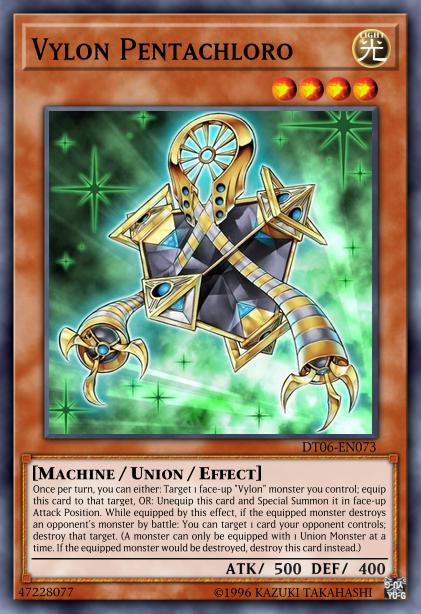 VYLON PENTACHLORO
LIGHT
光
DT06-EN073
[MACHINE / UNION / EFFECT]
Once per turn, you can either: Target 1 face-up "Vylon" monster you control; equip
this card to that target, OR: Unequip this card and Special Summon it in face-up
Attack Position. While equipped by this effect, if the equipped monster destroys
an opponent's monster by battle: You can target 1 card your opponent controls;
destroy that target. (A monster can only be equipped with 1 Union Monster at a
time. If the equipped monster would be destroyed, destroy this card instead.)
ATK/ 500 DEF/ 400
47228077
©1996 KAZUKI TAKAHASHI